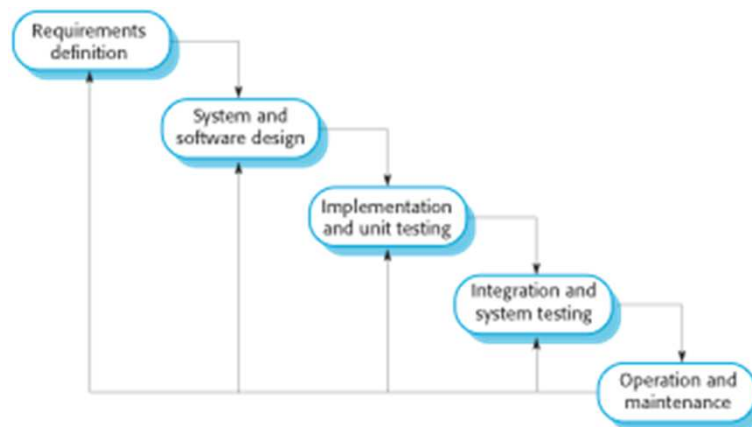 Requirements
definition
System and
software design
Implementation
and unit testing
Integration and
system testing
Operation and
maintenance